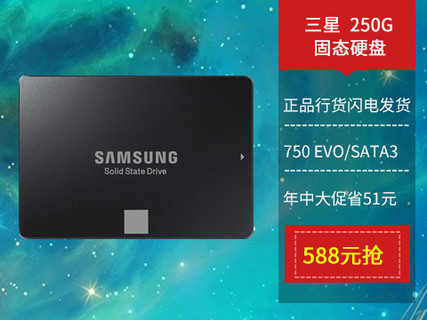 SAMSUNG
Solid State Drive
三星 250G
固态硬盘
正品行货闪电发货
750 EVO/SATA3
年中大促省51元
588元抢